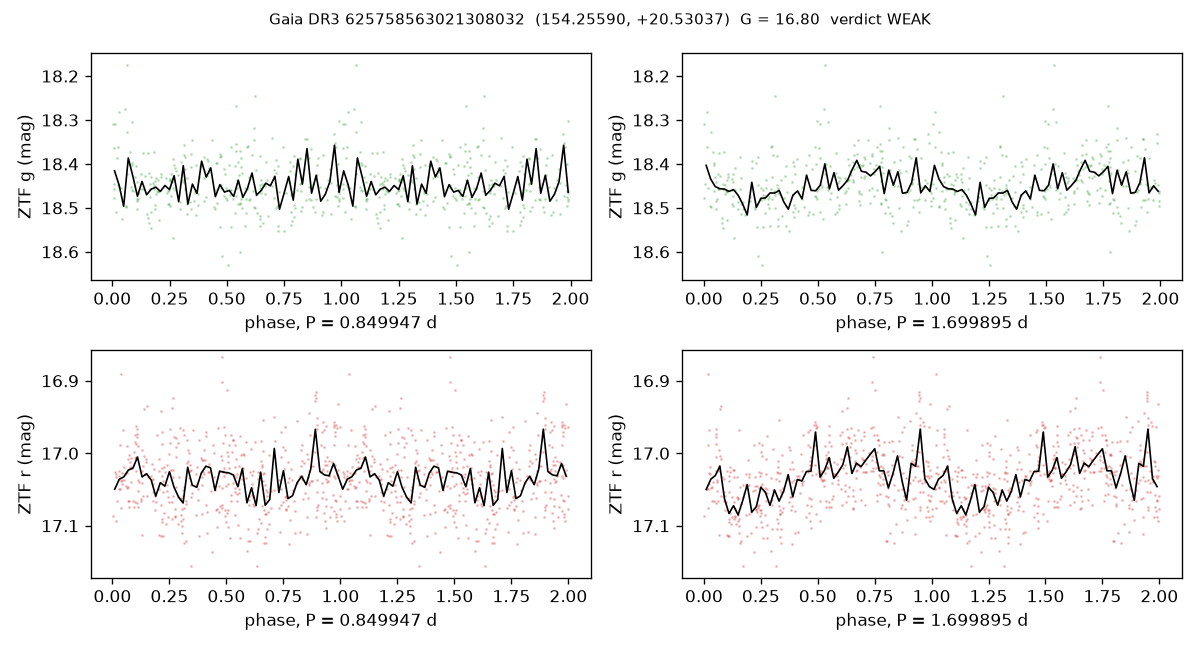 Gaia DR3 625758563021308032 (154.25590, +20.53037) G = 16.80 verdict WEAK
ZTF g (mag)
18.2
18.3
18.4
18.5
18.6
0.00 0.25 0.50 0.75 1.00 1.25 1.50 1.75 2.00
phase, P = 0.849947 d
ZTF g (mag)
18.2
18.3
18.4
18.5
18.6
0.00 0.25 0.50 0.75 1.00 1.25 1.50 1.75 2.00
phase, P = 1.699895 d
ZTF r (mag)
16.9
17.0
17.1
0.00 0.25 0.50 0.75 1.00 1.25 1.50 1.75 2.00
phase, P = 0.849947 d
ZTF r (mag)
16.9
17.0
17.1
0.00 0.25 0.50 0.75 1.00 1.25 1.50 1.75 2.00
phase, P = 1.699895 d